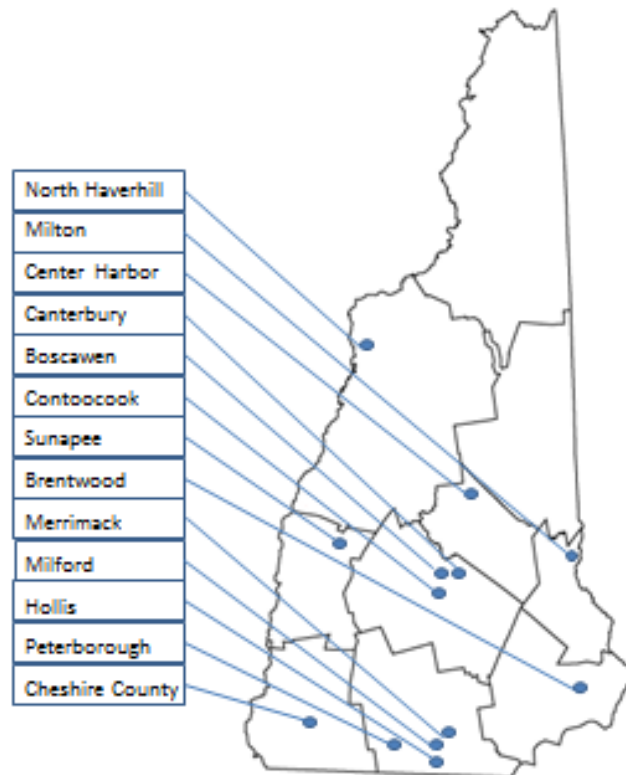 North Haverhill
Milton
Center Harbor
Canterbury
Boscawen
Contoocook
Sunapee
Brentwood
Merrimack
Milford
Hollis
Peterborough
Cheshire County